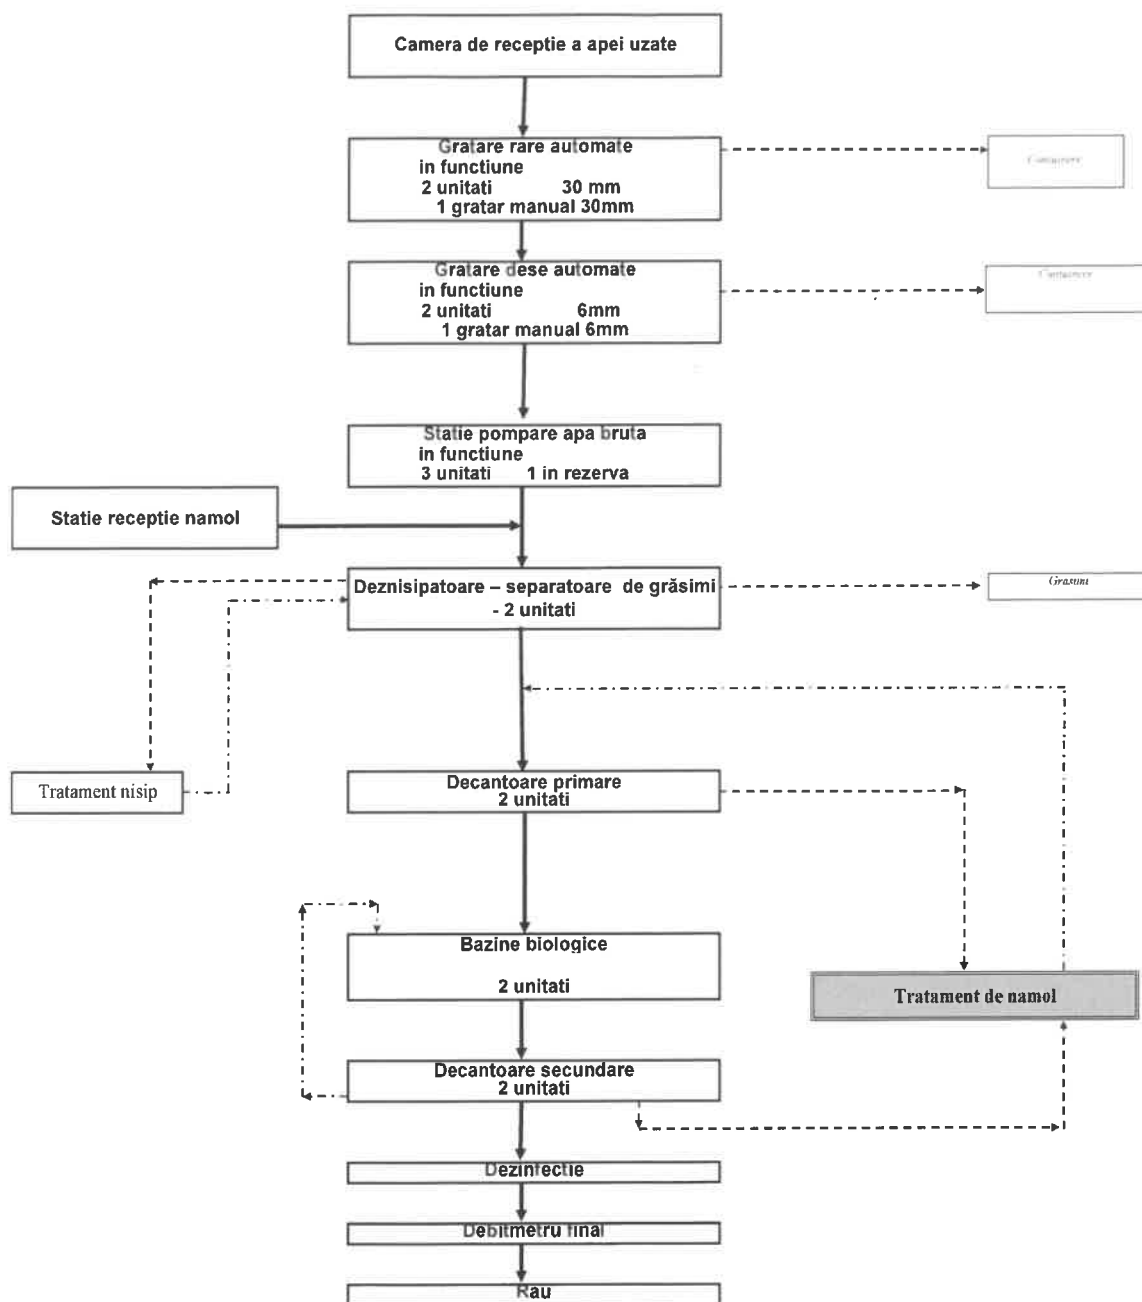 Camera de receptie a apei uzate
Gratare rare automate
in functiune
2 unitati 30 mm
1 gratar manual 30mm
Containere
Gratare dese automate
in functiune
2 unitati 6mm
1 gratar manual 6mm
Containere
Statie pompare apa bruta
in functiune
3 unitati 1 in rezerva
Statie receptie namol
Deznisipatoare – separatoare de grăsimi
- 2 unitati
Grasimi
Tratament nisip
Decantoare primare
2 unitati
Bazine biologice
2 unitati
Tratament de namol
Decantoare secundare
2 unitati
Dezinfectie
Debitmetru final
Rau